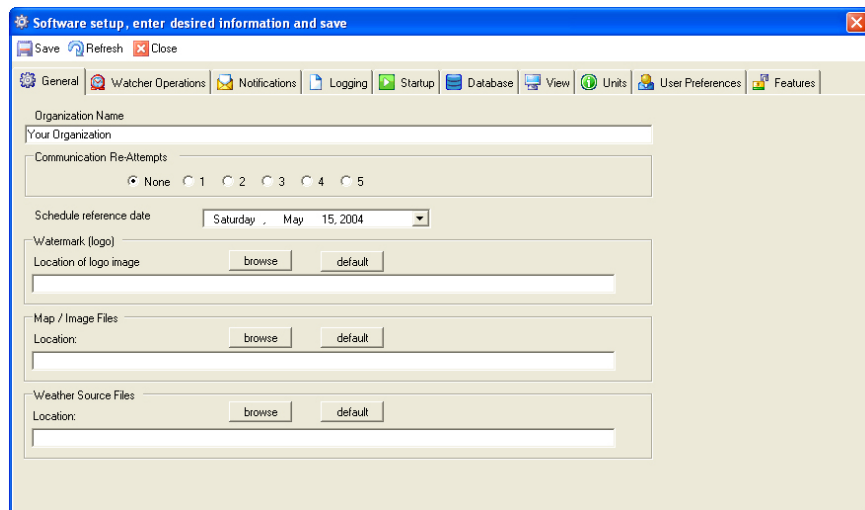 Software setup, enter desired information and save
Save Refresh Close
General Watcher Operations Notifications Logging Startup Database View Units User Preferences Features
Organization Name
Your Organization
Communication Re-Attempts
None 1 2 3 4 5
Schedule reference date Saturday , May 15, 2004
Watermark (logo)
Location of logo image browse default
Map / Image Files
Location: browse default
Weather Source Files
Location: browse default